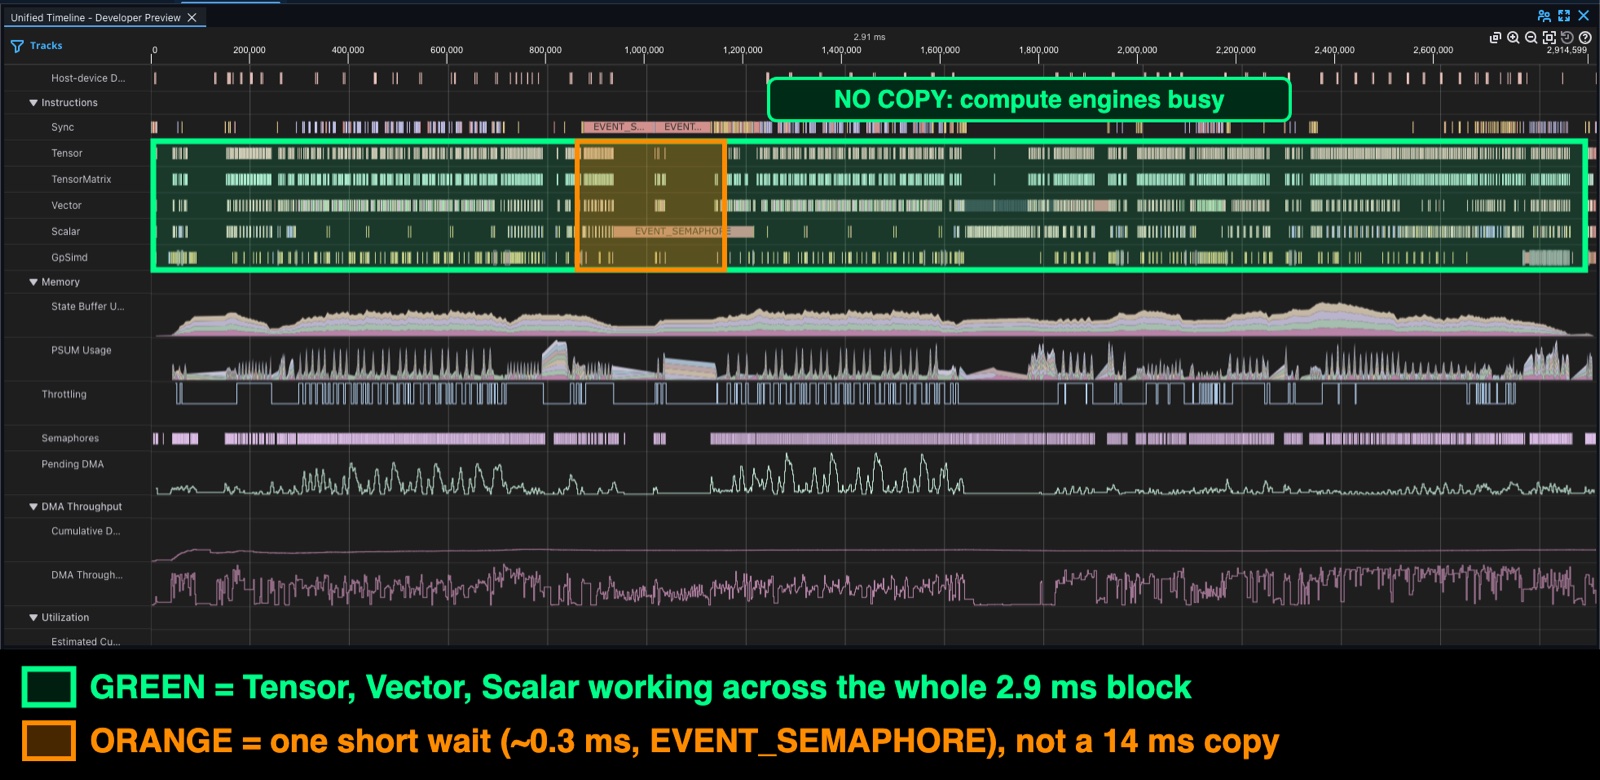 Unified Timeline - Developer Preview
Tracks
2.91 ms
0 200,000 400,000 600,000 800,000 1,000,000 1,200,000 1,400,000 1,600,000 1,800,000 2,000,000 2,200,000 2,400,000 2,600,000 2,914,599
Host-device D...
NO COPY: compute engines busy
Instructions
Sync
EVENT_S... EVENT...
Tensor
TensorMatrix
Vector
Scalar
EVENT_SEMAPHORE
GpSimd
Memory
State Buffer U...
PSUM Usage
Throttling
Semaphores
Pending DMA
DMA Throughput
Cumulative D...
DMA Through...
Utilization
Estimated Cu...
GREEN = Tensor, Vector, Scalar working across the whole 2.9 ms block
ORANGE = one short wait (~0.3 ms, EVENT_SEMAPHORE), not a 14 ms copy